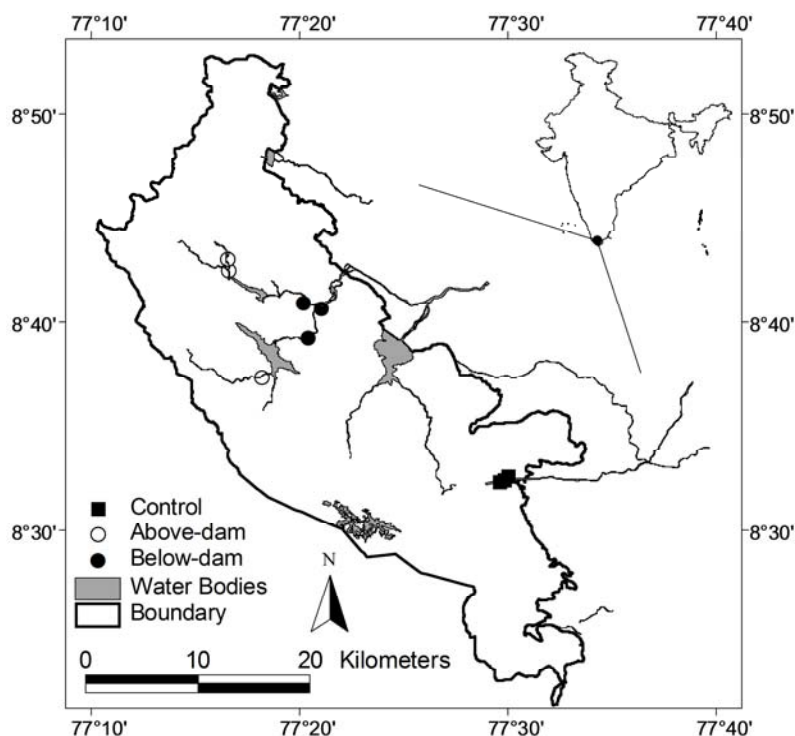 77°10' 77°20' 77°30' 77°40'
8°50' 8°50'
8°40' 8°40'
8°30' 8°30'
Control
Above-dam
Below-dam
Water Bodies
Boundary
N
0 10 20 Kilometers
77°10' 77°20' 77°30' 77°40'